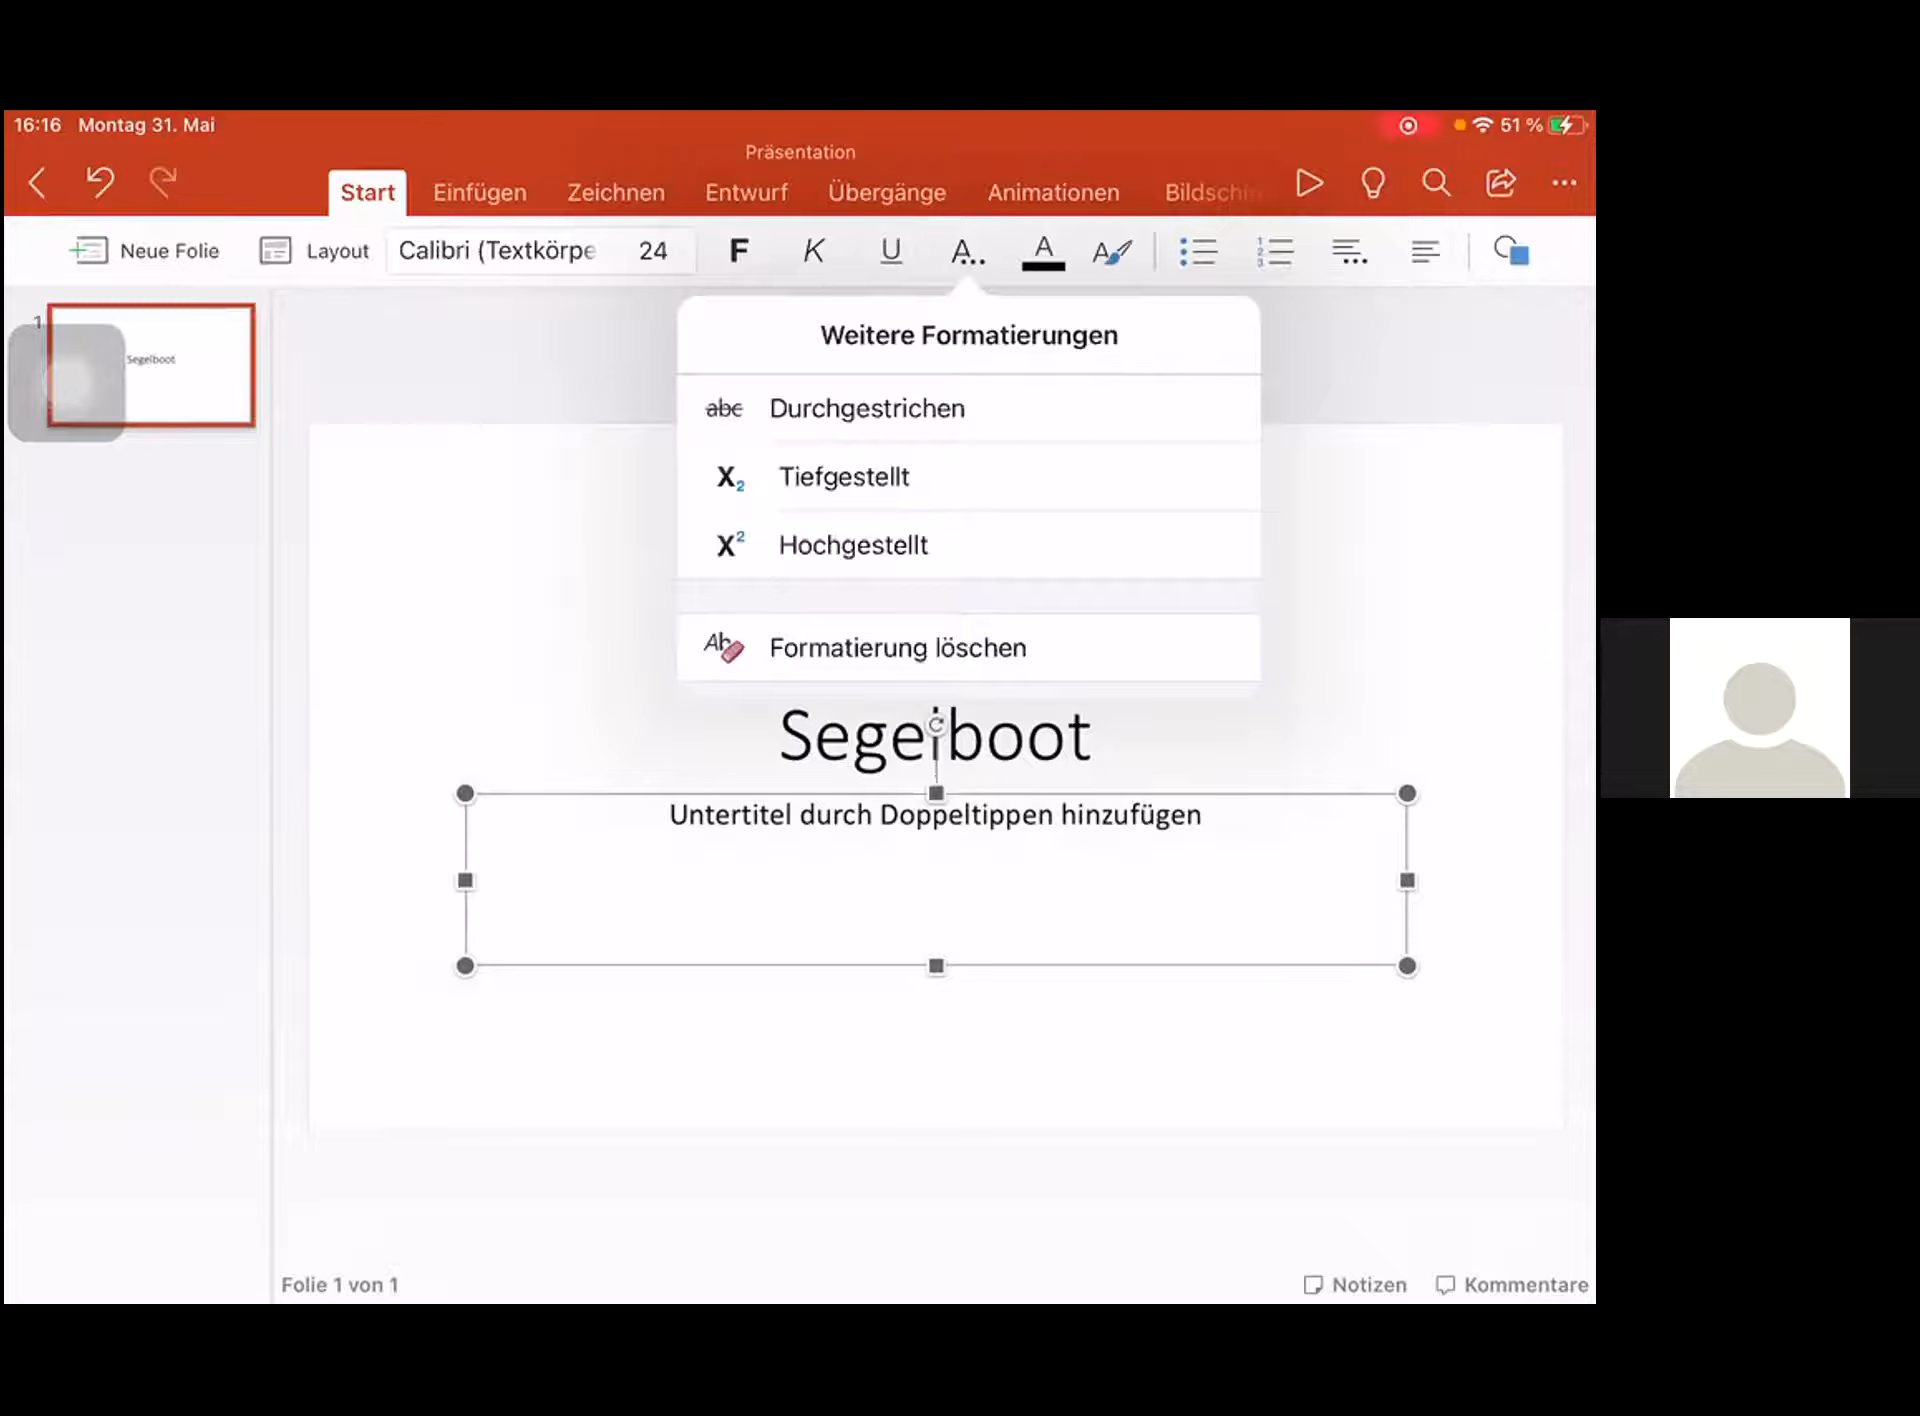 16:16 Montag 31. Mai
51 %
Präsentation
Start Einfügen Zeichnen Entwurf Übergänge Animationen
Neue Folie Layout Calibri (Textkörpe 24 F K U A.. A A
Weitere Formatierungen
abc Durchgestrichen
X2 Tiefgestellt
X2 Hochgestellt
Ab Formatierung löschen
1
Segelboot
Segelboot
Untertitel durch Doppeltippen hinzufügen
Folie 1 von 1
Notizen Kommentare